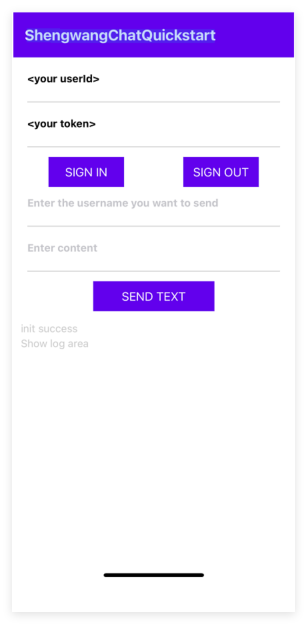 ShengwangChatQuickstart
<your userId>
<your token>
SIGN IN
SIGN OUT
Enter the username you want to send
Enter content
SEND TEXT
init success
Show log area